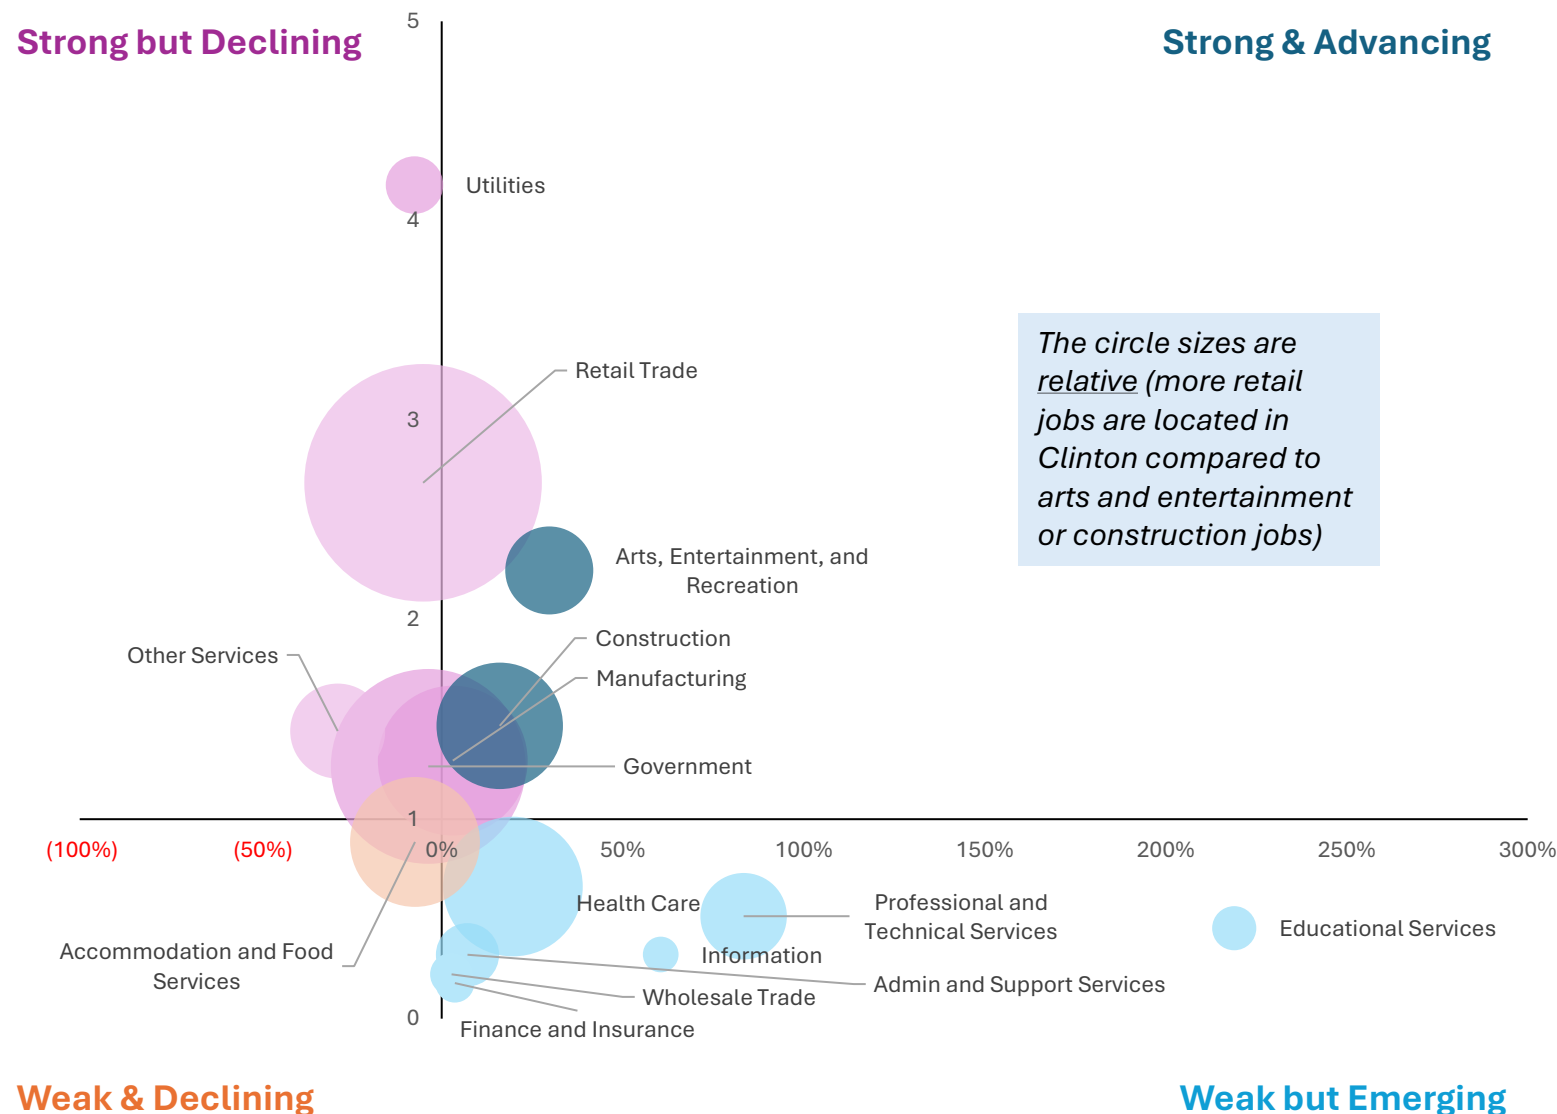 Strong but Declining
Strong & Advancing
5
Utilities
4
The circle sizes are
relative (more retail
jobs are located in
Clinton compared to
arts and entertainment
or construction jobs)
Retail Trade
3
Arts, Entertainment, and
Recreation
2
Construction
Other Services
Manufacturing
Government
1
(100%)
(50%)
0%
50%
100%
150%
200%
250%
300%
Health Care
Professional and
Technical Services
Educational Services
Accommodation and Food
Services
Information
Admin and Support Services
Wholesale Trade
0
Finance and Insurance
Weak & Declining
Weak but Emerging